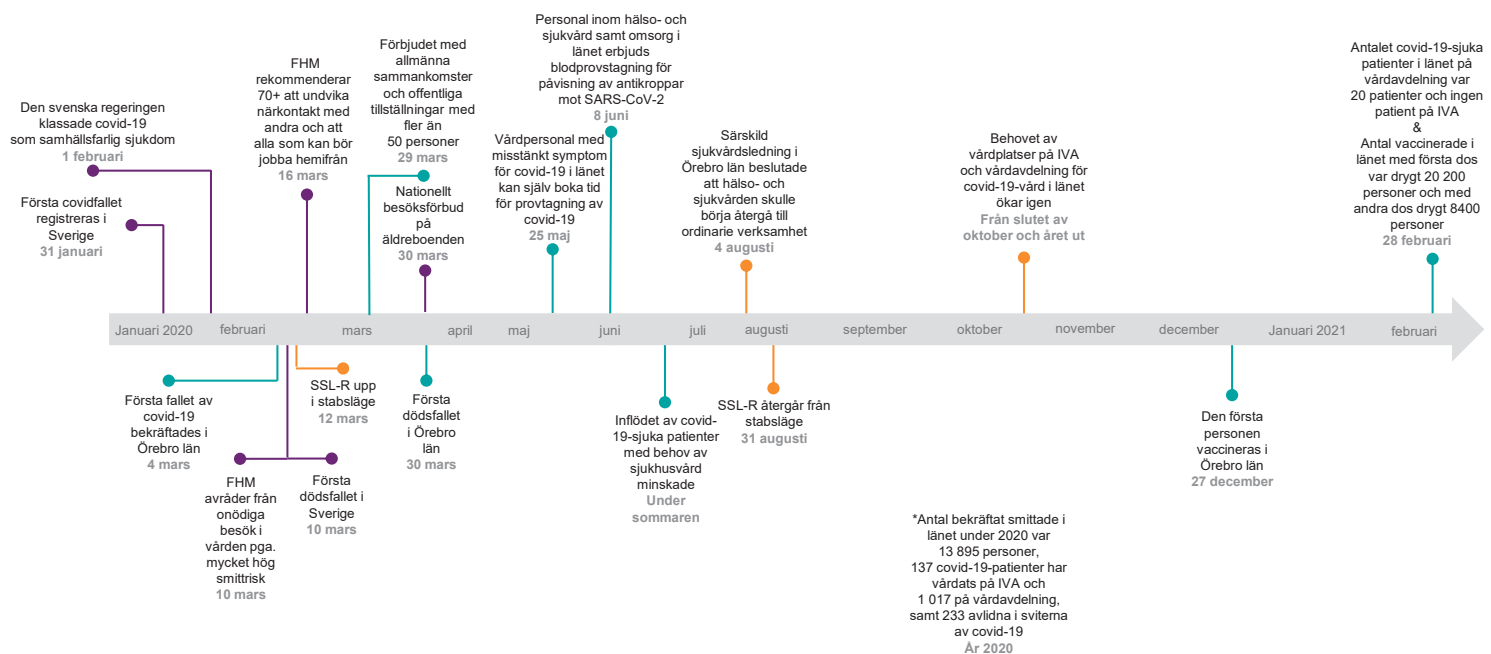 Den svenska regeringen
klassade covid-19
som samhällsfarlig sjukdom
1 februari
Första covidfallet
registreras i
Sverige
31 januari
FHM
rekommenderar
70+ att undvika
närkontakt med
andra och att
alla som kan bör
jobba hemifrån
16 mars
Förbjudet med
allmänna
sammankomster
och offentliga
tillställningar med
fler än
50 personer
29 mars
Nationellt
besöksförbud
på
äldreboenden
30 mars
Vårdpersonal med
misstänkt symptom
för covid-19 i länet
kan själv boka tid
för provtagning av
covid-19
25 maj
Personal inom hälso- och
sjukvård samt omsorg i
länet erbjuds
blodprovstagning för
påvisning av antikroppar
mot SARS-CoV-2
8 juni
Särskild
sjukvårdsledning i
Örebro län beslutade
att hälso- och
sjukvården skulle
börja återgå till
ordinarie verksamhet
4 augusti
Behovet av
vårdplatser på IVA
och vårdavdelning för
covid-19-vård i länet
ökar igen
Från slutet av
oktober och året ut
Antalet covid-19-sjuka
patienter i länet på
vårdavdelning var
20 patienter och ingen
patient på IVA
&
Antal vaccinerade i
länet med första dos
var drygt 20 200
personer och med
andra dos drygt 8400
personer
28 februari
Januari 2020 februari mars april maj juni juli augusti september oktober november december Januari 2021 februari
Första fallet av
covid-19
bekräftades i
Örebro län
4 mars
FHM
avråder från
onödiga
besök i
vården pga.
mycket hög
smittrisk
10 mars
Första
dödsfallet i
Sverige
10 mars
SSL-R upp
i stabsläge
12 mars
Första
dödsfallet
i Örebro
län
30 mars
Inflödet av covid-
19-sjuka patienter
med behov av
sjukhusvård
minskade
Under
sommaren
SSL-R återgår från
stabsläge
31 augusti
*Antal bekräftat smittade i
länet under 2020 var
13 895 personer,
137 covid-19-patienter har
vårdats på IVA och
1 017 på vårdavdelning,
samt 233 avlidna i sviterna
av covid-19
År 2020
Den första
personen
vaccineras i
Örebro län
27 december